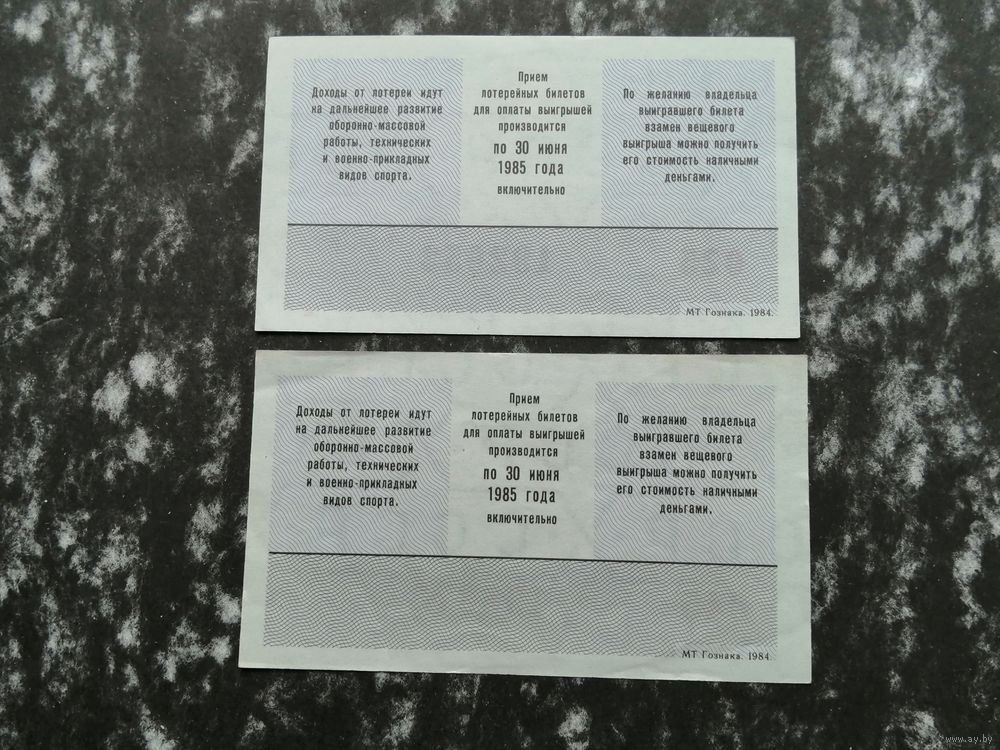 Доходы от лотереи идут
на дальнейшее развитие
оборонно-массовой
работы, технических
и военно-прикладных
видов спорта.
Прием
лотерейных билетов
для оплаты выигрышей
производится
по 30 июня
1985 года
включительно
По желанию владельца
выигравшего билета
взамен вещевого
выигрыша можно получить
его стоимость наличными
деньгами.
МТ Гознака. 1984.
Доходы от лотереи идут
на дальнейшее развитие
оборонно-массовой
работы, технических
и военно-прикладных
видов спорта.
Прием
лотерейных билетов
для оплаты выигрышей
производится
по 30 июня
1985 года
включительно
По желанию владельца
выигравшего билета
взамен вещевого
выигрыша можно получить
его стоимость наличными
деньгами.
МТ Гознака. 1984.
www.ay.by